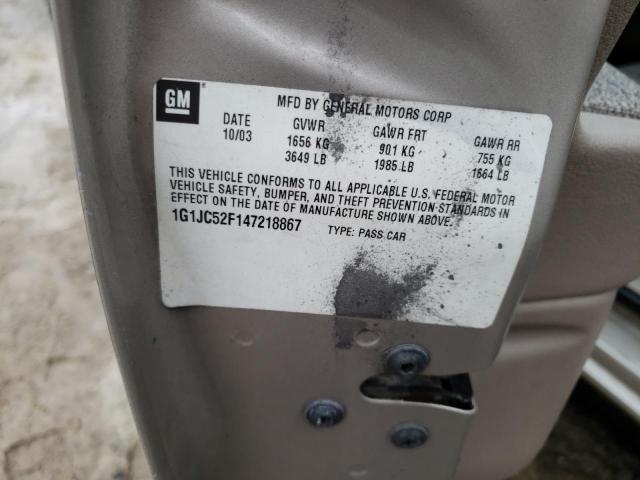 GM
MFD BY GENERAL MOTORS CORP
DATE GVWR GAWR FRT GAWR RR
10/03 1656 KG 901 KG 755 KG
3649 LB 1985 LB 1664 LB
THIS VEHICLE CONFORMS TO ALL APPLICABLE U.S. FEDERAL MOTOR
VEHICLE SAFETY, BUMPER, AND THEFT PREVENTION STANDARDS IN
EFFECT ON THE DATE OF MANUFACTURE SHOWN ABOVE.
1G1JC52F147218867 TYPE: PASS CAR